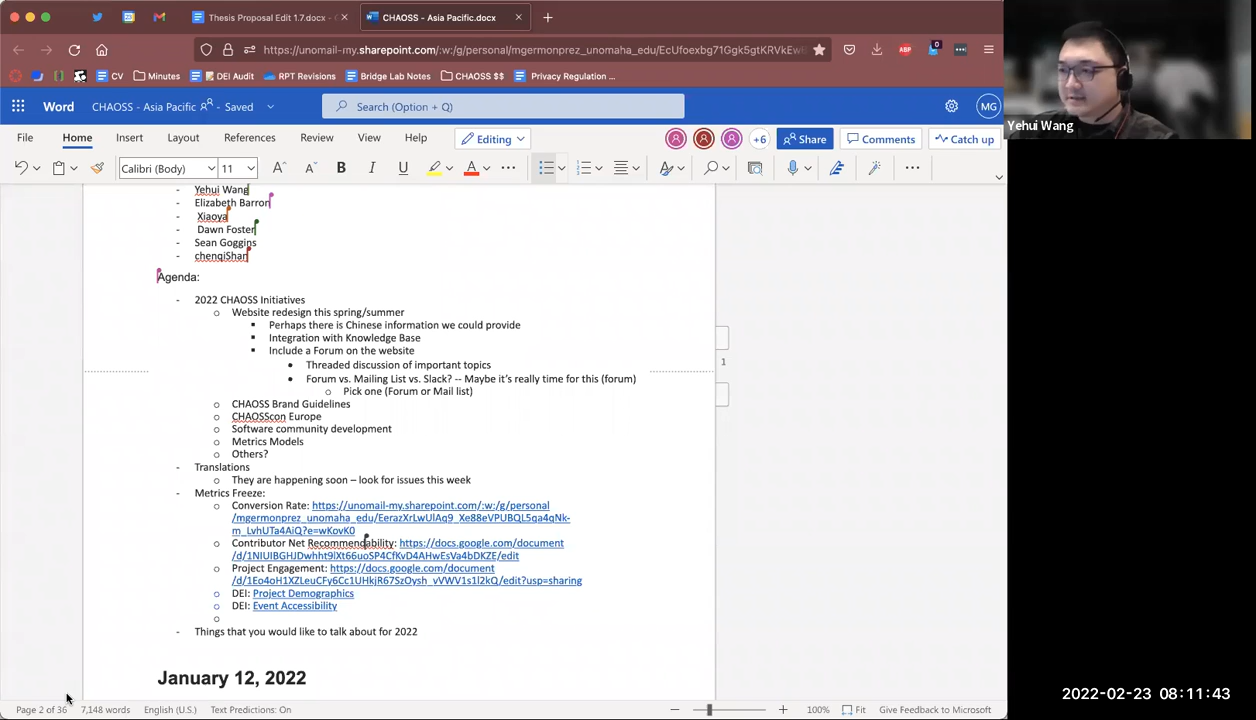 Thesis Proposal Edit 1.7.docx -
CHAOSS - Asia Pacific.docx
https://unomail-my.sharepoint.com/:w:/g/personal/mgermonprez_unomaha_edu/EcUfoexbg71Ggk5gtKRVkEwE
CV
Minutes
DEI Audit
RPT Revisions
Bridge Lab Notes
CHAOSS $$
Privacy Regulation ...
Yehui Wang
Word
CHAOSS - Asia Pacific - Saved
Search (Option + Q)
MG
File
Home
Insert
Layout
References
Review
View
Help
Editing
+6
Share
Comments
Catch up
Calibri (Body)
11
- Yehui Wang
- Elizabeth Barron
- Xiaoya
- Dawn Foster
- Sean Goggins
- chenqiShan
Agenda:
- 2022 CHAOSS Initiatives
o Website redesign this spring/summer
▪ Perhaps there is Chinese information we could provide
▪ Integration with Knowledge Base
▪ Include a Forum on the website
• Threaded discussion of important topics
• Forum vs. Mailing List vs. Slack? -- Maybe it's really time for this (forum)
o Pick one (Forum or Mail list)
o CHAOSS Brand Guidelines
o CHAOSScon Europe
o Software community development
o Metrics Models
o Others?
- Translations
o They are happening soon – look for issues this week
- Metrics Freeze:
o Conversion Rate: https://unomail-my.sharepoint.com/:w:/g/personal
/mgermonprez_unomaha_edu/EerazXrLwUlAq9_Xe88eVPUBQL5qa4qNk-
m_LvhUTa4AiQ?e=wKovK0
o Contributor Net Recommendability: https://docs.google.com/document
/d/1NIUIBGHJDwhht9lXt66uoSP4CfKvD4AHwEsVa4bDKZE/edit
o Project Engagement: https://docs.google.com/document
/d/1Eo4oH1XZLeuCFy6Cc1UHkjR67SzOysh_vVWV1s1l2kQ/edit?usp=sharing
o DEI: Project Demographics
o DEI: Event Accessibility
o
- Things that you would like to talk about for 2022
January 12, 2022
1
Page 2 of 36
7,148 words
English (U.S.)
Text Predictions: On
100%
Fit
Give Feedback to Microsoft
2022-02-23 08:11:43